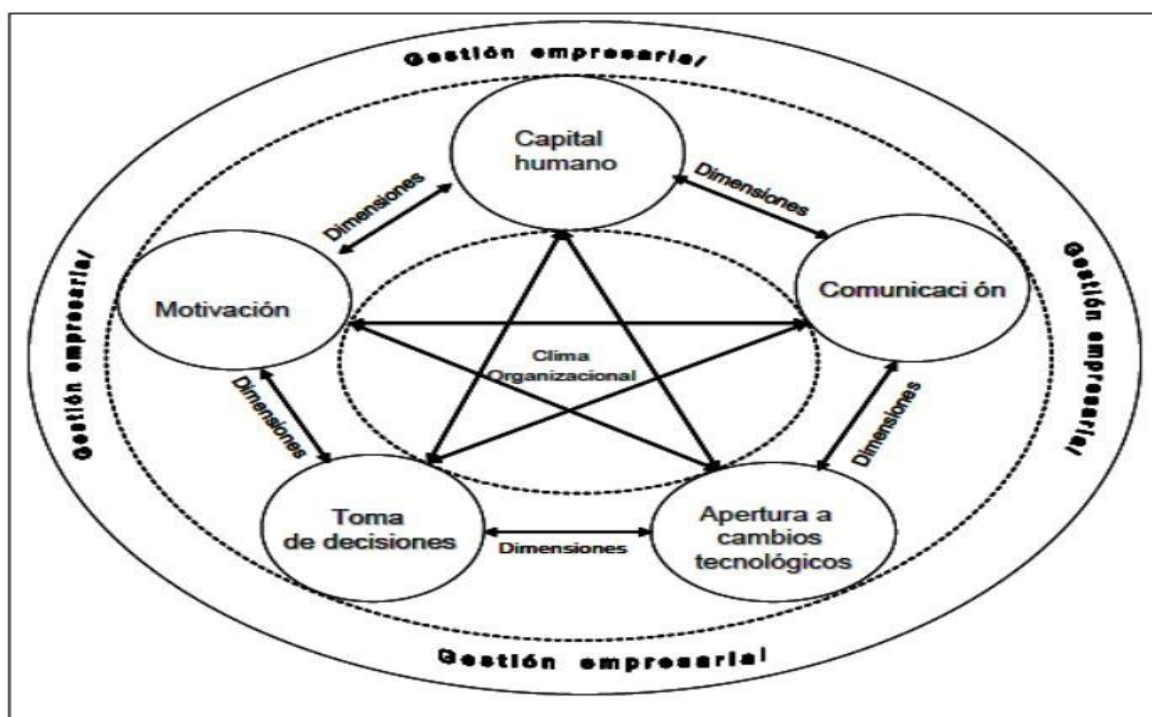 Gestión empresarial
Capital
humano
Dimensiones
Dimensiones
Gestión empresarial
Motivación
Comunicaci ón
Gestión empresarial
Clima
Organizacional
Dimensiones
Dimensiones
Toma
de decisiones
Dimensiones
Apertura a
cambios
tecnológicos
Gestión empresarial